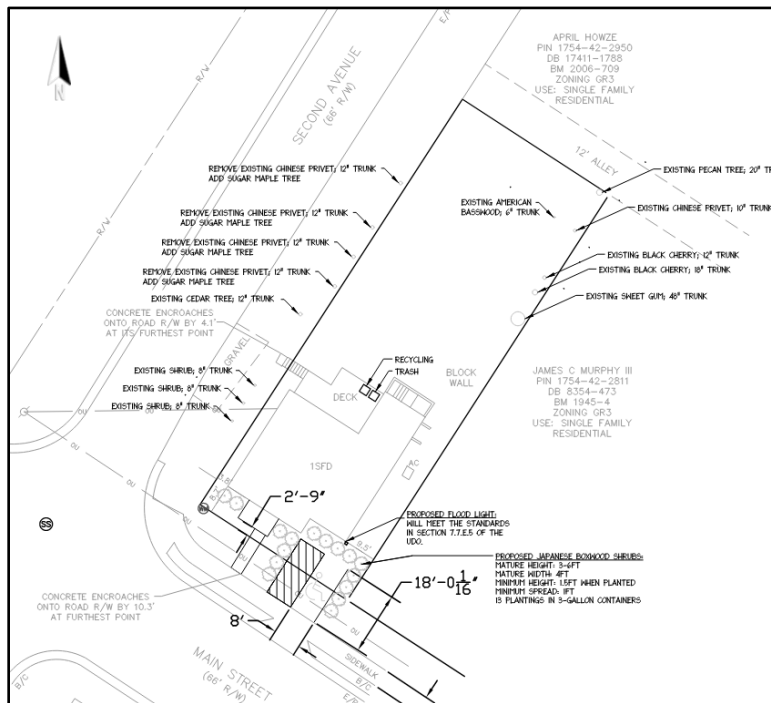 APRIL HOWZE
PIN 1754-42-2950
DB 17411-1788
BM 2006-709
ZONING GR3
USE: SINGLE FAMILY
RESIDENTIAL
N
R/W
E/P
SECOND AVENUE
(66' R/W)
12' ALLEY
REMOVE EXISTING CHINESE PRIVET; 12" TRUNK
ADD SUGAR MAPLE TREE
EXISTING PECAN TREE; 20" TR
EXISTING AMERICAN
BASSWOOD; 6" TRUNK
EXISTING CHINESE PRIVET; 10" TRUNK
REMOVE EXISTING CHINESE PRIVET; 12" TRUNK
ADD SUGAR MAPLE TREE
R/W
REMOVE EXISTING CHINESE PRIVET; 12" TRUNK
ADD SUGAR MAPLE TREE
EXISTING BLACK CHERRY; 12" TRUNK
EXISTING BLACK CHERRY; 18" TRUNK
REMOVE EXISTING CHINESE PRIVET; 12" TRUNK
ADD SUGAR MAPLE TREE
EXISTING CEDAR TREE; 12" TRUNK
EXISTING SWEET GUM; 48" TRUNK
CONCRETE ENCROACHES
ONTO ROAD R/W BY 4.1'
AT ITS FURTHEST POINT
GRAVEL
RECYCLING
TRASH
EXISTING SHRUB; 8" TRUNK
EXISTING SHRUB; 8" TRUNK
EXISTING SHRUB; 8" TRUNK
DECK
BLOCK
WALL
JAMES C MURPHY III
PIN 1754-42-2811
DB 8354-473
BM 1945-4
ZONING GR3
USE: SINGLE FAMILY
RESIDENTIAL
OU
OU
OU
OU
OU
1SFD
AC
2'-9"
9.5'
SS
PROPOSED FLOOD LIGHT:
WILL MEET THE STANDARDS
IN SECTION 7.7.E.5 OF THE
UDO.
PROPOSED JAPANESE BOXWOOD SHRUBS:
MATURE HEIGHT: 3-6FT
MATURE WIDTH: 4FT
MINIMUM HEIGHT: 1.5FT WHEN PLANTED
MINIMUM SPREAD: 1FT
13 PLANTINGS IN 3-GALLON CONTAINERS
18'-0 1/16"
CONCRETE ENCROACHES
ONTO ROAD R/W BY 10.3'
AT FURTHEST POINT
8'
SIDEWALK
MAIN STREET
(66' R/W)
B/C
E/P
B/C